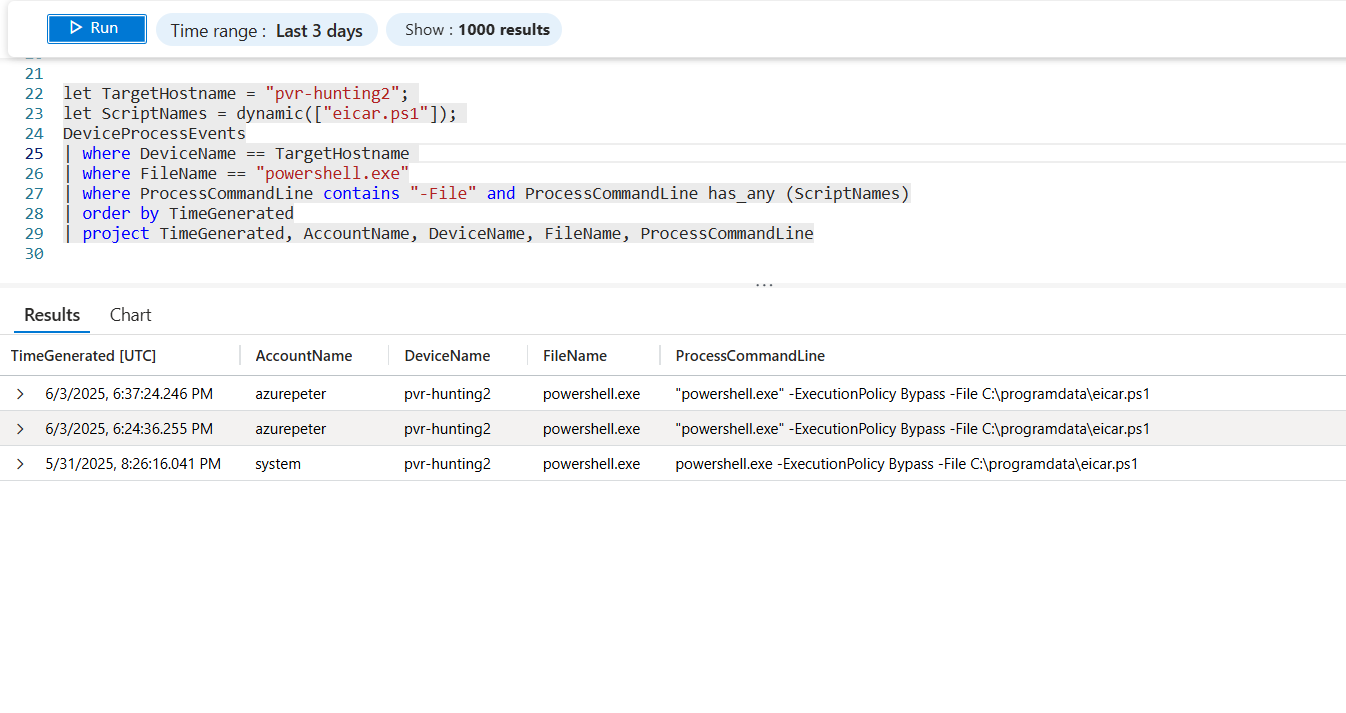 Run
Time range : Last 3 days
Show : 1000 results
21
22 let TargetHostname = "pvr-hunting2";
23 let ScriptNames = dynamic(["eicar.ps1"]);
24 DeviceProcessEvents
25 | where DeviceName == TargetHostname
26 | where FileName == "powershell.exe"
27 | where ProcessCommandLine contains "-File" and ProcessCommandLine has_any (ScriptNames)
28 | order by TimeGenerated
29 | project TimeGenerated, AccountName, DeviceName, FileName, ProcessCommandLine
30
...
Results Chart
TimeGenerated [UTC] AccountName DeviceName FileName ProcessCommandLine
6/3/2025, 6:37:24.246 PM azurepeter pvr-hunting2 powershell.exe "powershell.exe" -ExecutionPolicy Bypass -File C:\programdata\eicar.ps1
6/3/2025, 6:24:36.255 PM azurepeter pvr-hunting2 powershell.exe "powershell.exe" -ExecutionPolicy Bypass -File C:\programdata\eicar.ps1
5/31/2025, 8:26:16.041 PM system pvr-hunting2 powershell.exe powershell.exe -ExecutionPolicy Bypass -File C:\programdata\eicar.ps1